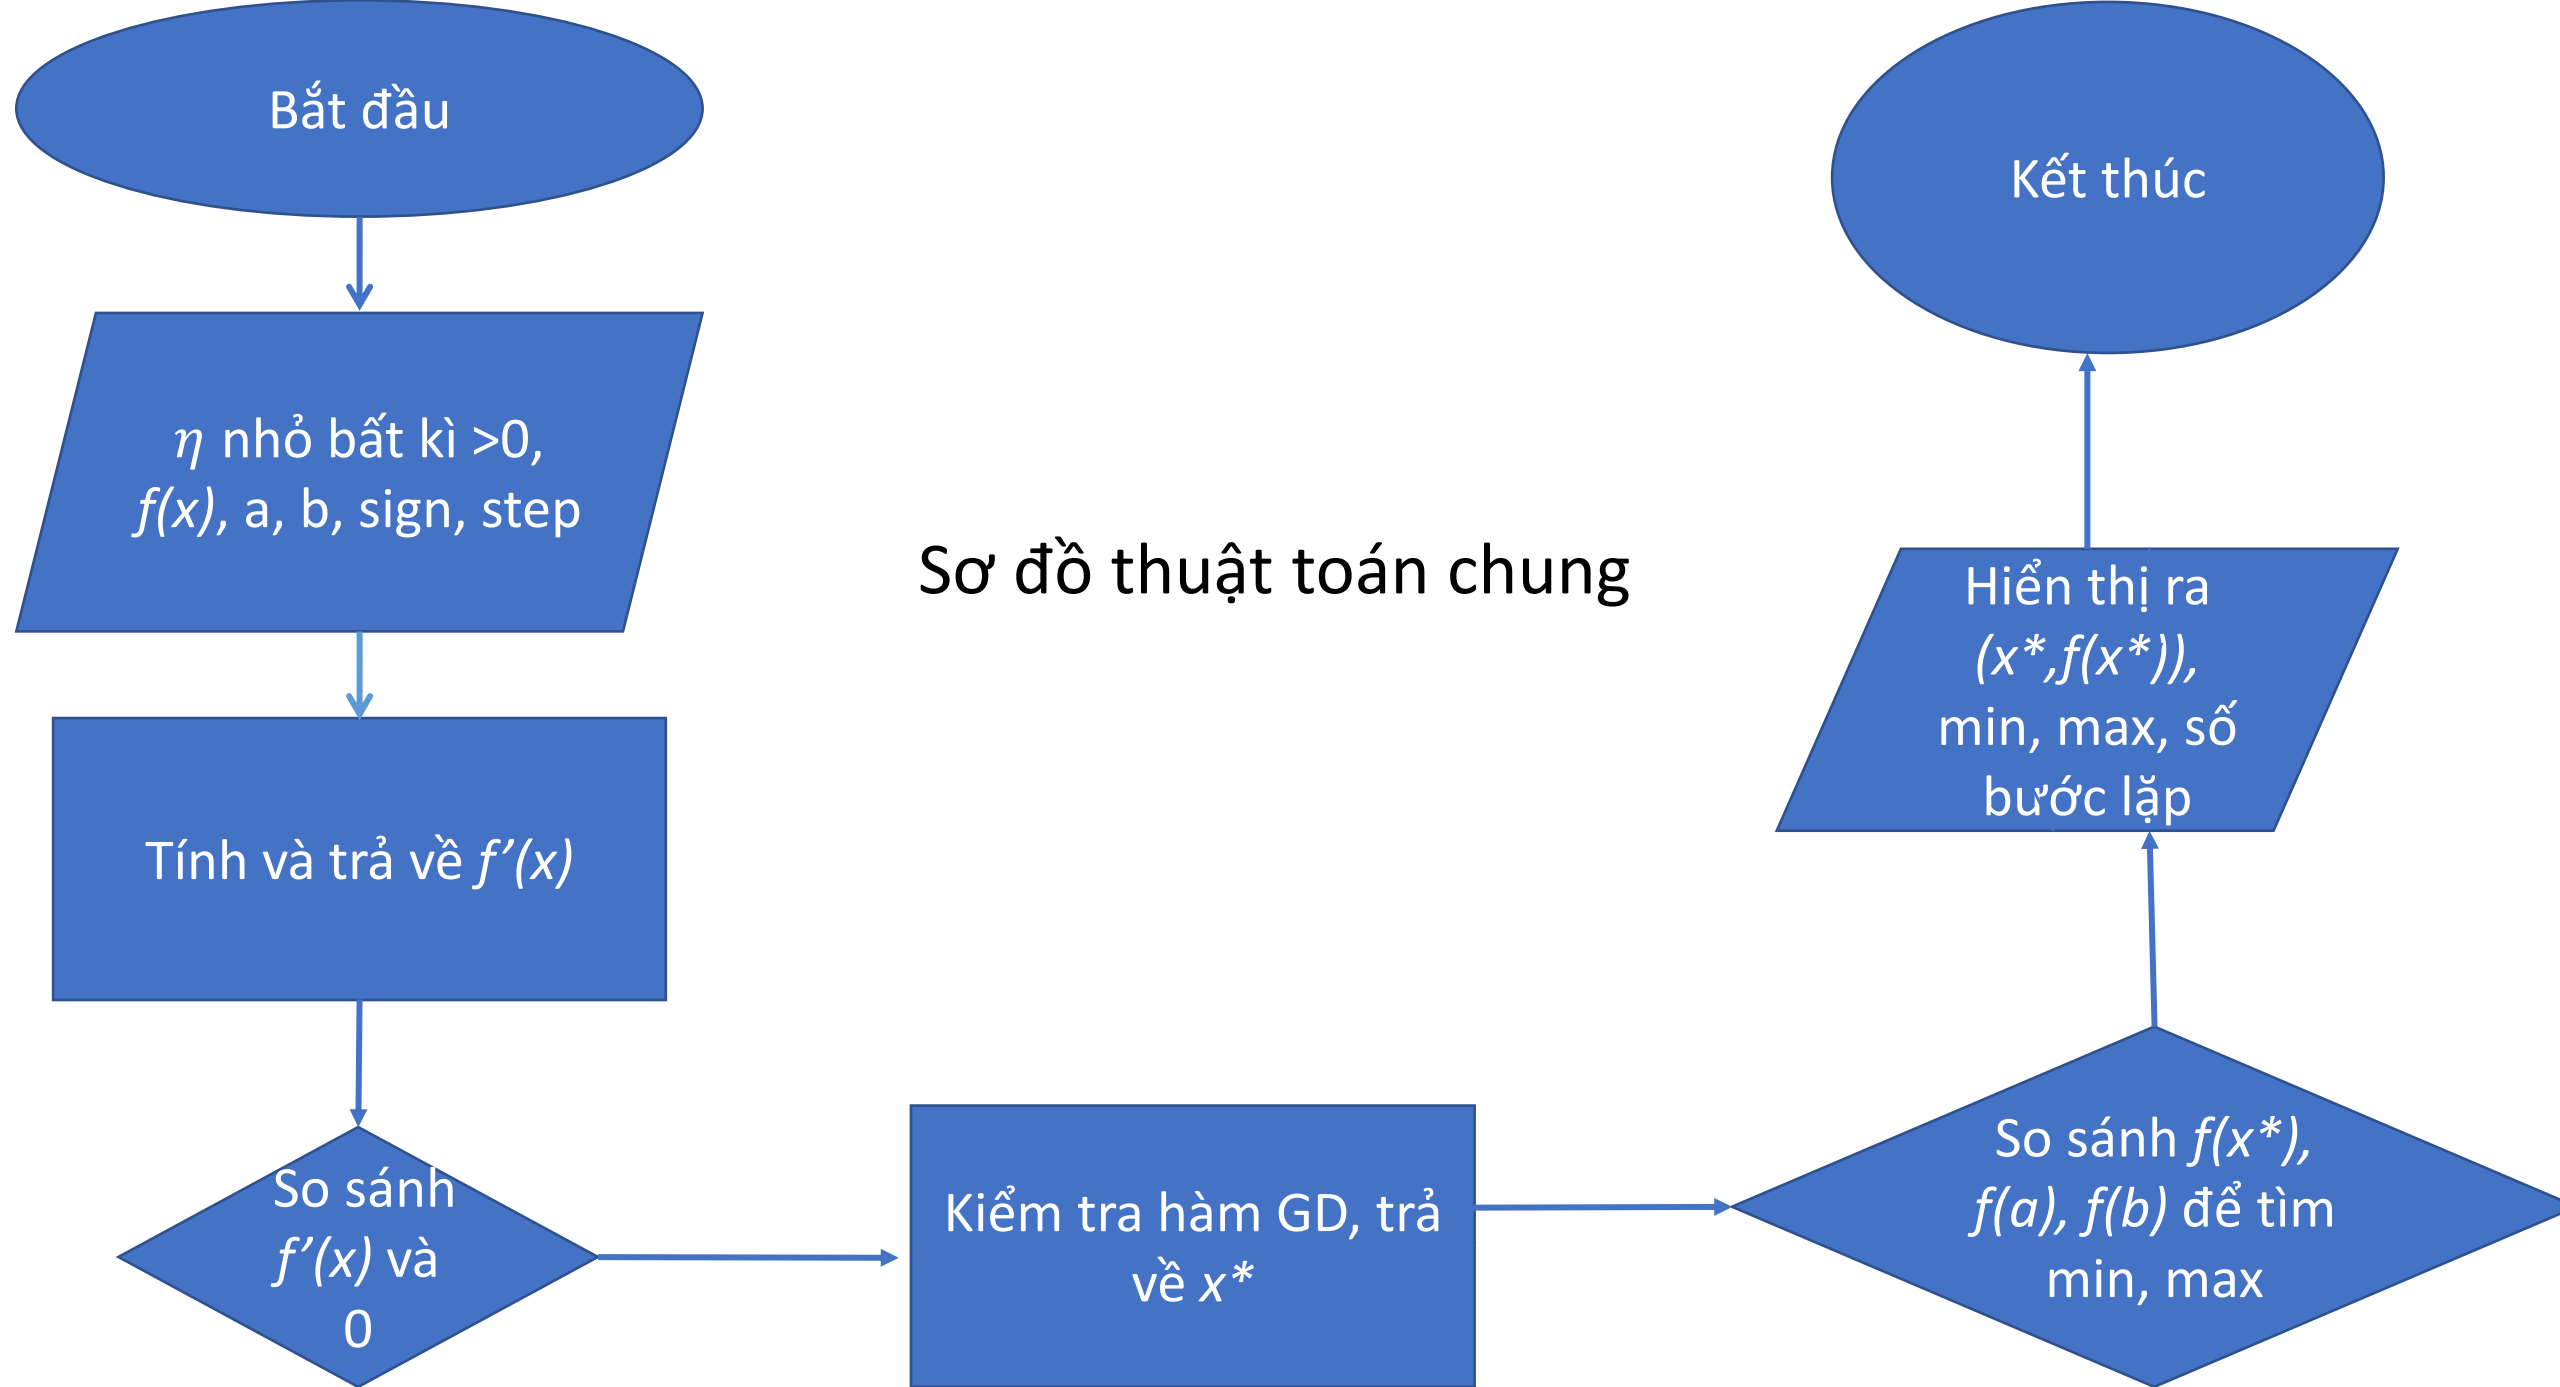 Bắt đầu
η nhỏ bất kì >0,
f(x), a, b, sign, step
Tính và trả về f’(x)
So sánh
f’(x) và
0
Sơ đồ thuật toán chung
Kiểm tra hàm GD, trả
về x*
So sánh f(x*),
f(a), f(b) để tìm
min, max
Hiển thị ra
(x*,f(x*)),
min, max, số
bước lặp
Kết thúc